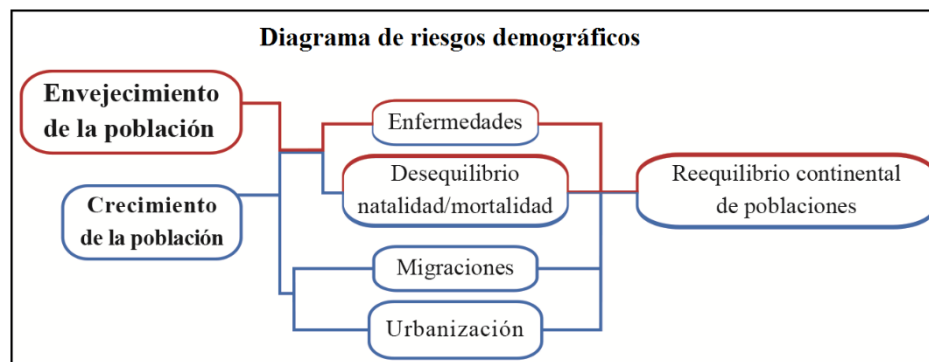 Diagrama de riesgos demográficos
Envejecimiento
de la población
Crecimiento
de la población
Enfermedades
Desequilibrio
natalidad/mortalidad
Migraciones
Urbanización
Reequilibrio continental
de poblaciones